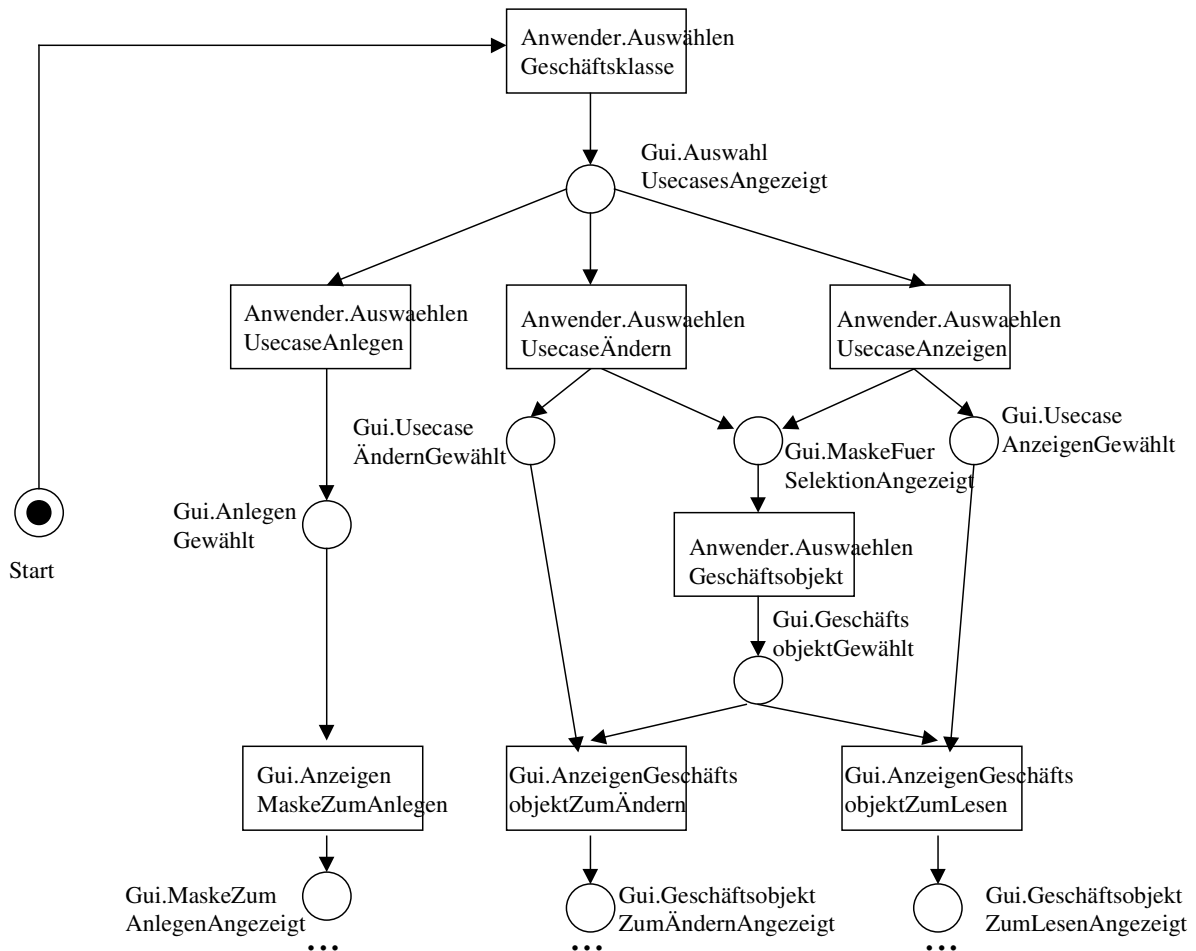 Anwender.Auswählen
Geschäftsklasse
Gui.Auswahl
UsecasesAngezeigt
Anwender.Auswaehlen
UsecaseAnlegen
Anwender.Auswaehlen
UsecaseÄndern
Anwender.Auswaehlen
UsecaseAnzeigen
Gui.Usecase
ÄndernGewählt
Gui.MaskeFuer
SelektionAngezeigt
Gui.Usecase
AnzeigenGewählt
Start
Gui.Anlegen
Gewählt
Anwender.Auswaehlen
Geschäftsobjekt
Gui.Geschäfts
objektGewählt
Gui.Anzeigen
MaskeZumAnlegen
Gui.AnzeigenGeschäfts
objektZumÄndern
Gui.AnzeigenGeschäfts
objektZumLesen
Gui.MaskeZum
AnlegenAngezeigt
Gui.Geschäftsobjekt
ZumÄndernAngezeigt
Gui.Geschäftsobjekt
ZumLesenAngezeigt
... ... ...